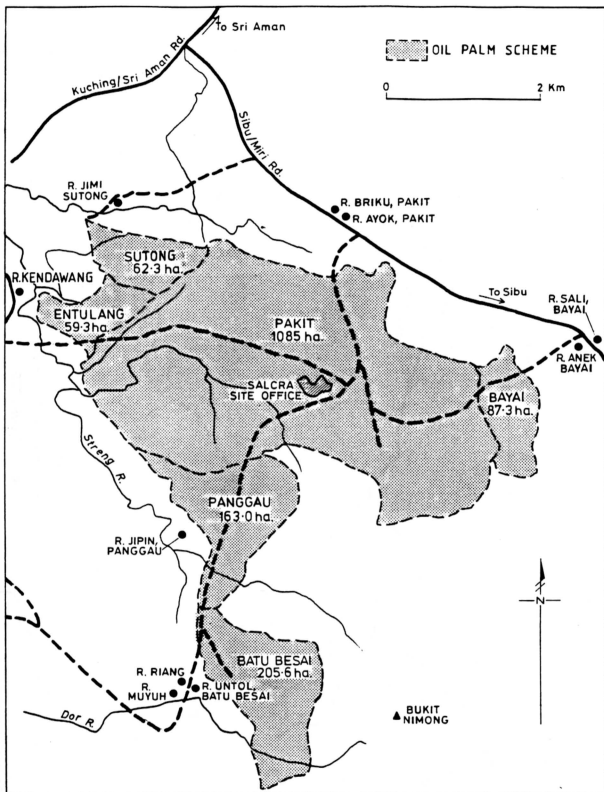 To Sri Aman
Kuching/Sri Aman Rd.
OIL PALM SCHEME
0 2 Km
Sibu/Miri Rd.
R. JIMI
SUTONG
R. BRIKU, PAKIT
R. AYOK, PAKIT
SUTONG
62·3 ha.
R.KENDAWANG
To Sibu
ENTULANG
59·3 ha.
PAKIT
1085 ha.
R. SALI,
BAYAI
R. ANEK
BAYAI
SALCRA
SITE OFFICE
BAYAI
87·3 ha.
Streng R.
PANGGAU
163·0 ha.
R. JIPIN,
PANGGAU
N
BATU BESAI
205·6 ha.
R. RIANG
R.
MUYUH
R. UNTOL,
BATU BESAI
Dor R.
BUKIT
NIMONG